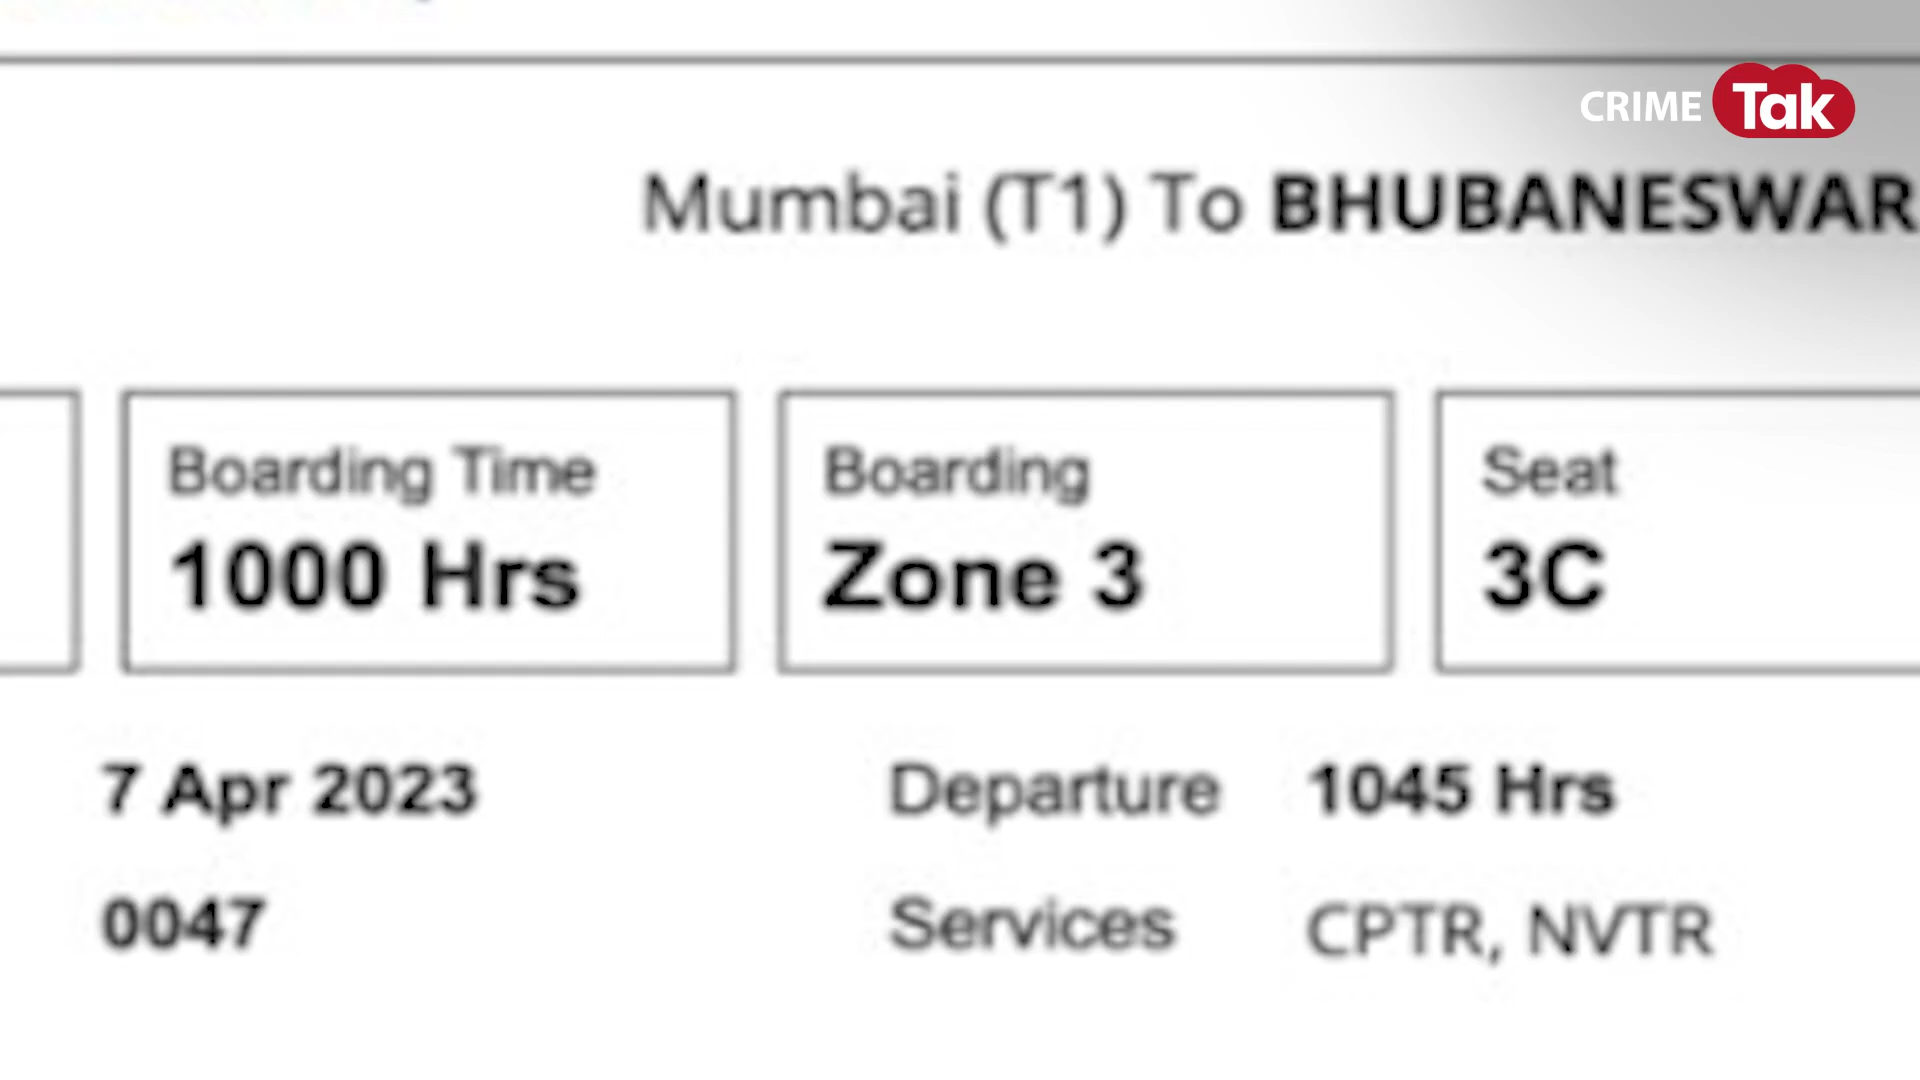 CRIME Tak
Mumbai (T1) To BHUBANESWAR
Boarding Time
1000 Hrs
Boarding
Zone 3
Seat
3C
7 Apr 2023
Departure 1045 Hrs
0047
Services CPTR, NVTR